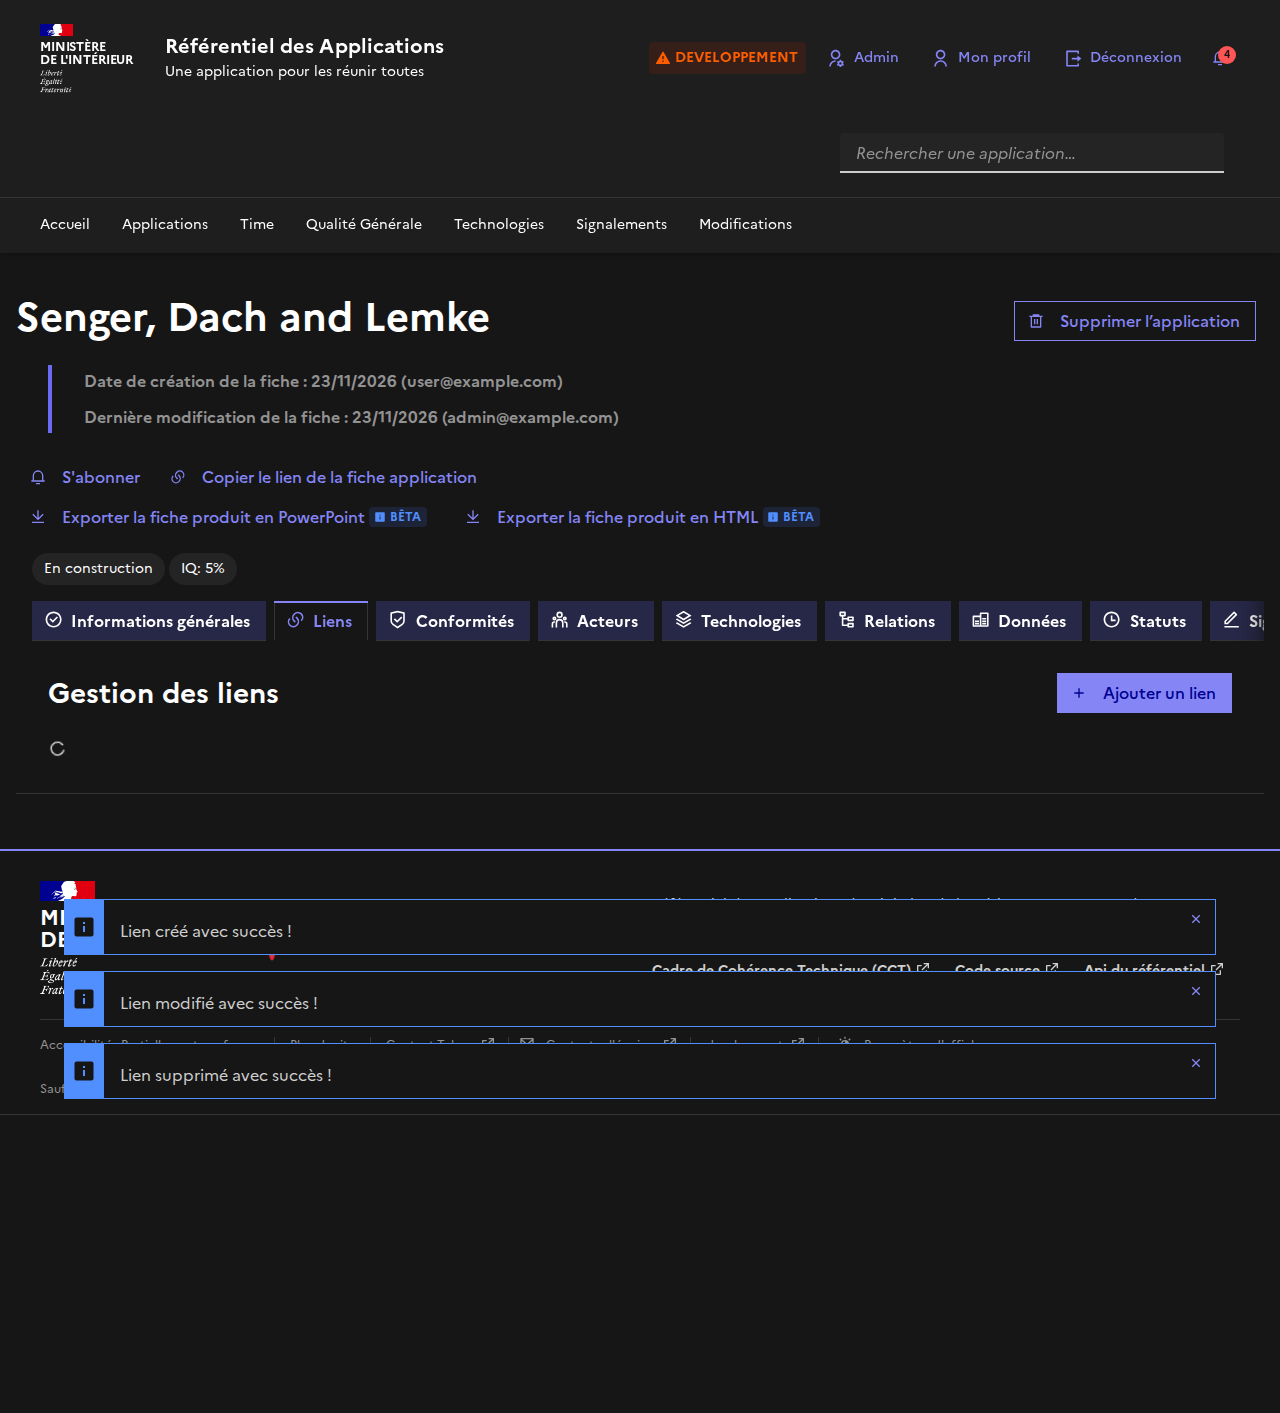 MINISTÈRE
DE L'INTÉRIEUR
Liberté
Égalité
Fraternité
Référentiel des Applications
Une application pour les réunir toutes
DEVELOPPEMENT
Admin
Mon profil
Déconnexion
4
Rechercher une application…
Accueil
Applications
Time
Qualité Générale
Technologies
Signalements
Modifications
Senger, Dach and Lemke
Supprimer l’application
Date de création de la fiche : 23/11/2026 (user@example.com)
Dernière modification de la fiche : 23/11/2026 (admin@example.com)
S'abonner
Copier le lien de la fiche application
Exporter la fiche produit en PowerPoint BÊTA
Exporter la fiche produit en HTML BÊTA
En construction
IQ: 5%
Informations générales
Liens
Conformités
Acteurs
Technologies
Relations
Données
Statuts
Gestion des liens
Ajouter un lien
Lien créé avec succès !
Liberté
Cadre de Cohérence Technique (CCT)
Code source
Api du référentiel
Lien modifié avec succès !
Lien supprimé avec succès !